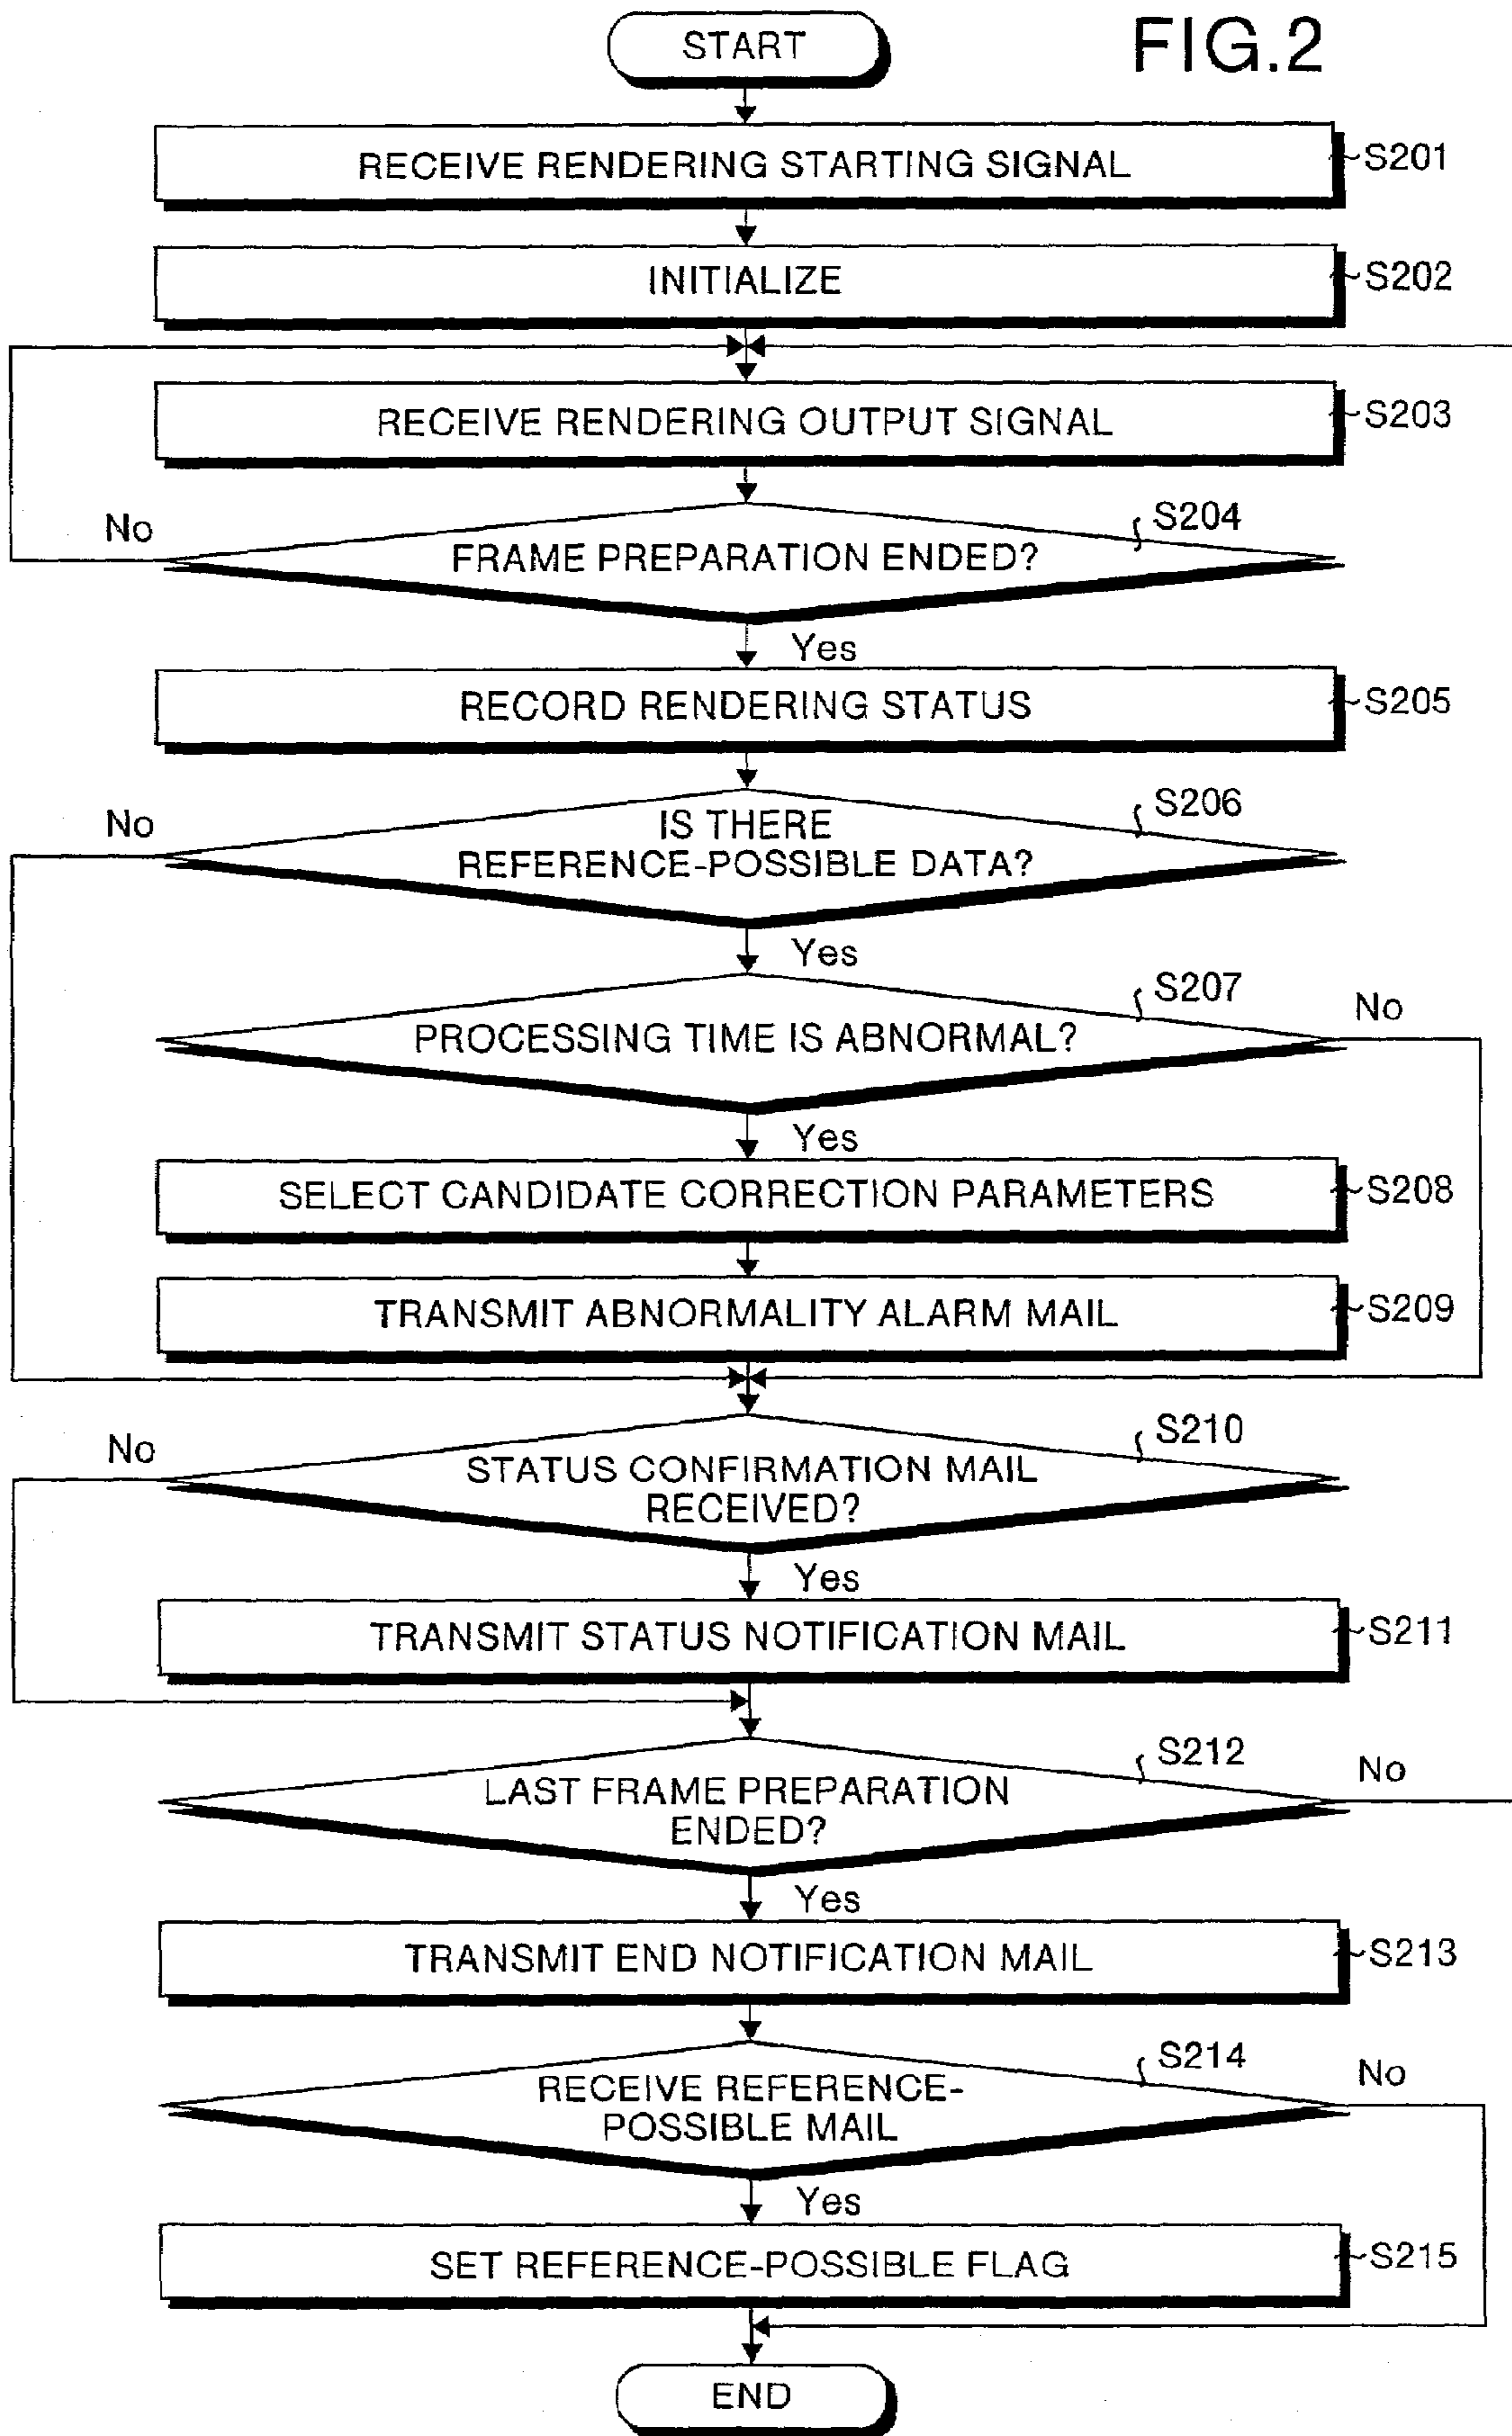 FIG.2
START
RECEIVE RENDERING STARTING SIGNAL
S201
INITIALIZE
S202
RECEIVE RENDERING OUTPUT SIGNAL
S203
S204
No
FRAME PREPARATION ENDED?
Yes
RECORD RENDERING STATUS
S205
S206
No
IS THERE
REFERENCE-POSSIBLE DATA?
Yes
S207
No
PROCESSING TIME IS ABNORMAL?
Yes
SELECT CANDIDATE CORRECTION PARAMETERS
S208
TRANSMIT ABNORMALITY ALARM MAIL
S209
S210
No
STATUS CONFIRMATION MAIL
RECEIVED?
Yes
TRANSMIT STATUS NOTIFICATION MAIL
S211
S212
No
LAST FRAME PREPARATION
ENDED?
Yes
TRANSMIT END NOTIFICATION MAIL
S213
S214
No
RECEIVE REFERENCE-
POSSIBLE MAIL
Yes
SET REFERENCE-POSSIBLE FLAG
S215
END